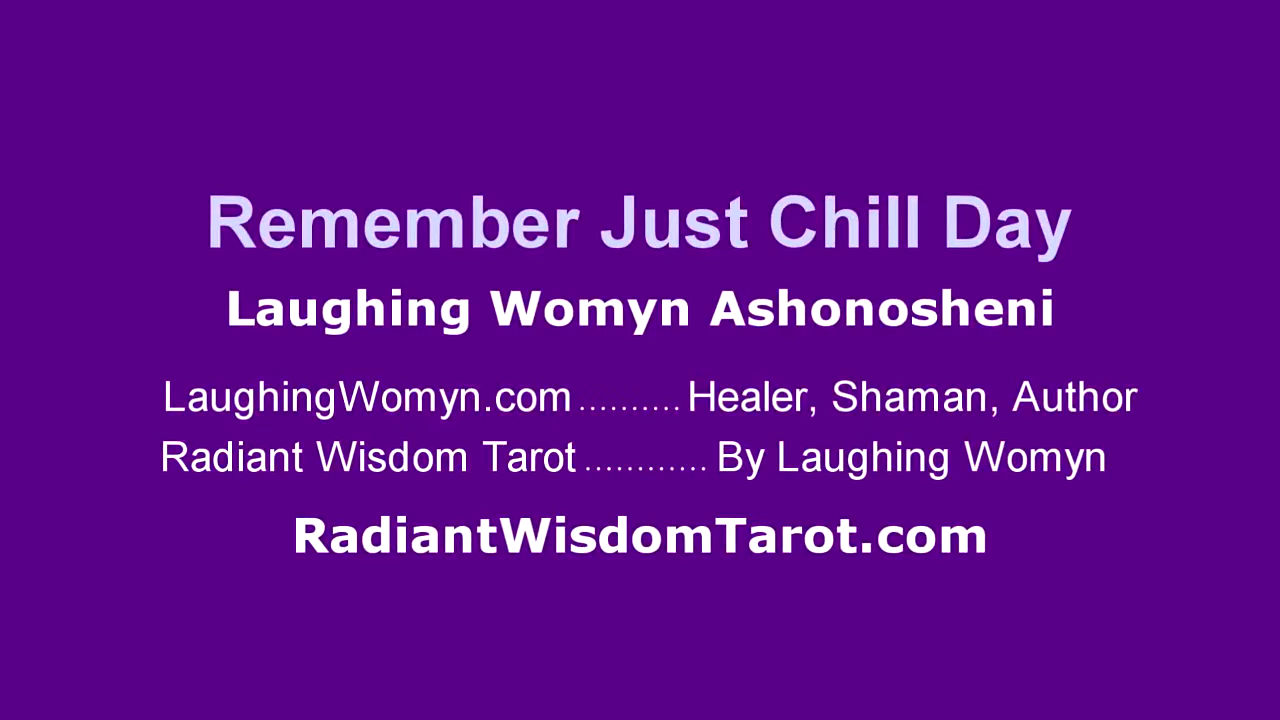 Remember Just Chill Day
Laughing Womyn Ashonosheni
LaughingWomyn.com .......... Healer, Shaman, Author
Radiant Wisdom Tarot ............ By Laughing Womyn
RadiantWisdomTarot.com